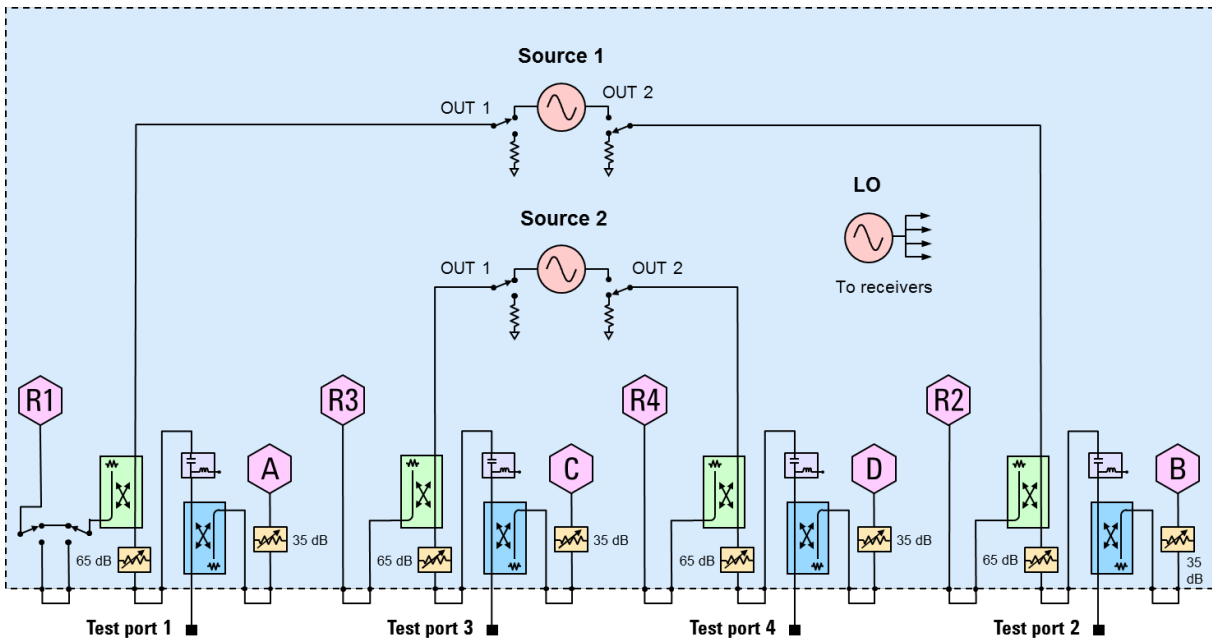 Source 1
OUT 1
OUT 2
LO
To receivers
Source 2
OUT 1
OUT 2
R1
R3
R4
R2
A
C
D
B
65 dB
35 dB
65 dB
35 dB
65 dB
35 dB
65 dB
35
dB
Test port 1
Test port 3
Test port 4
Test port 2